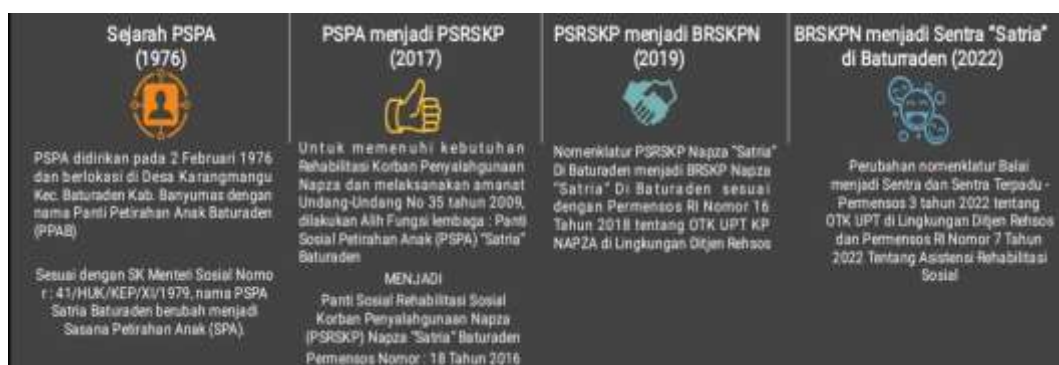 Sejarah PSPA
(1976)
PSPA didirikan pada 2 Februari 1976
dan berlokasi di Desa Karangmangu
Kec. Baturaden Kab. Banyumas dengan
nama Panti Petirahan Anak Baturaden
(PPAB)
Sesuai dengan SK Menteri Sosial Nomo
r : 41/HUK/KEP/XI/1979, nama PSPA
Satria Baturaden berubah menjadi
Sasana Petirahan Anak (SPA).
PSPA menjadi PSRSKP
(2017)
Untuk memenuhi kebutuhan
Rehabilitasi Korban Penyalahgunaan
Napza dan melaksanakan amanat
Undang-Undang No 35 tahun 2009,
dilakukan Alih Fungsi lembaga : Panti
Sosial Petirahan Anak (PSPA) "Satria"
Baturaden
MENJADI
Panti Sosial Rehabilitasi Sosial
Korban Penyalahgunaan Napza
(PSRSKP) Napza "Satria" Baturaden
Permensos Nomor : 18 Tahun 2016
PSRSKP menjadi BRSKPN
(2019)
Nomenklatur PSRSKP Napza "Satria"
Di Baturaden menjadi BRSKP Napza
"Satria" Di Baturaden sesuai
dengan Permensos RI Nomor 16
Tahun 2018 tentang OTK UPT KP
NAPZA di Lingkungan Ditjen Rehsos
BRSKPN menjadi Sentra "Satria"
di Baturraden (2022)
Perubahan nomenklatur Balai
menjadi Sentra dan Sentra Terpadu -
Permensos 3 tahun 2022 tentang
OTK UPT di Lingkungan Ditjen Rehsos
dan Permensos RI Nomor 7 Tahun
2022 Tentang Asistensi Rehabilitasi
Sosial